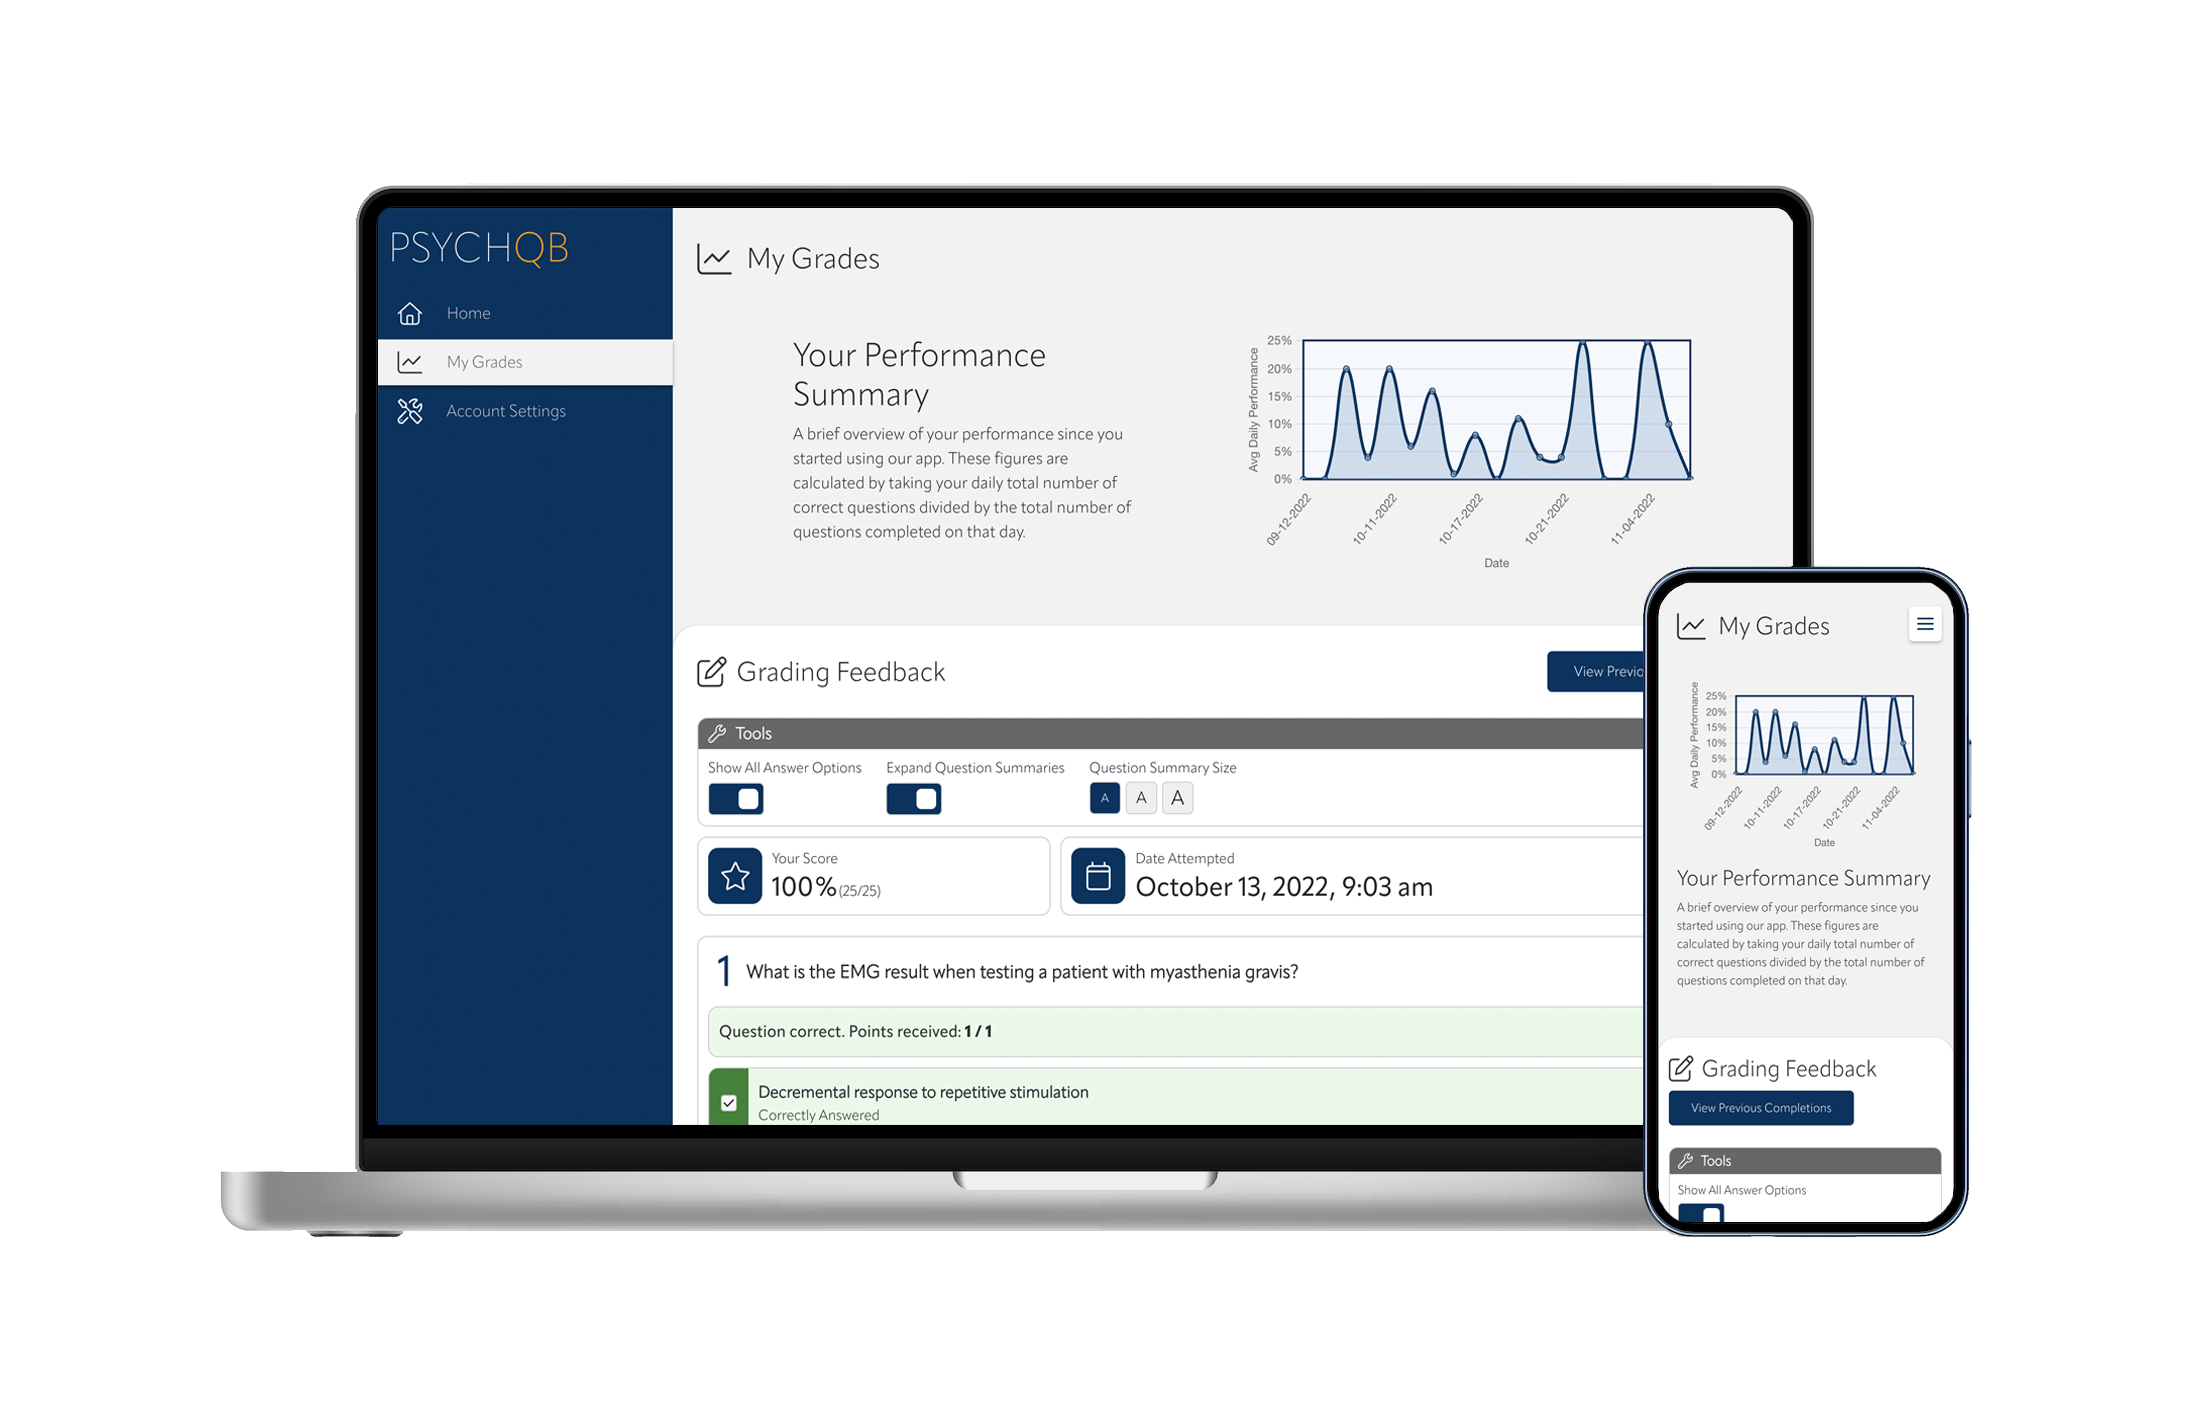 PSYCHQB
Home
My Grades
Account Settings
My Grades
Your Performance
Summary
A brief overview of your performance since you
started using our app. These figures are
calculated by taking your daily total number of
correct questions divided by the total number of
questions completed on that day.
Avg Daily Performance
25%
20%
15%
10%
5%
0%
09-12-2022
10-11-2022
10-17-2022
10-21-2022
11-04-2022
Date
Grading Feedback
View
Tools
Show All Answer Options
Expand Question Summaries
Question Summary Size
A A A
Your Score
100% (25/25)
Date Attempted
October 13, 2022, 9:03 am
1 What is the EMG result when testing a patient with myasthenia gravis?
Question correct. Points received: 1 / 1
Decremental response to repetitive stimulation
Correctly Answered
My Grades
Avg Daily Performance
25%
20%
15%
10%
5%
0%
09-12-2022
10-11-2022
10-17-2022
10-21-2022
11-04-2022
Date
Your Performance Summary
A brief overview of your performance since you
started using our app. These figures are
calculated by taking your daily total number of
correct questions divided by the total number of
questions completed on that day.
Grading Feedback
View Previous Completions
Tools
Show All Answer Options